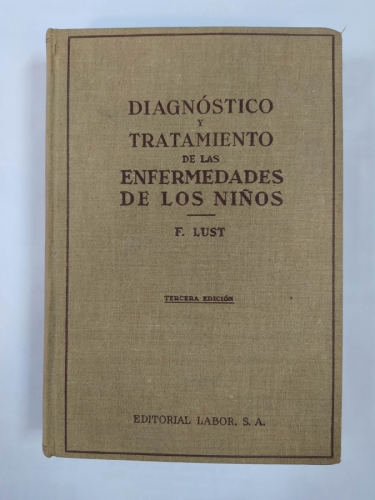 DIAGNÓSTICO
Y
TRATAMIENTO
DE LAS
ENFERMEDADES
DE LOS NIÑOS
F. LUST
TERCERA EDICIÓN
EDITORIAL LABOR, S. A.